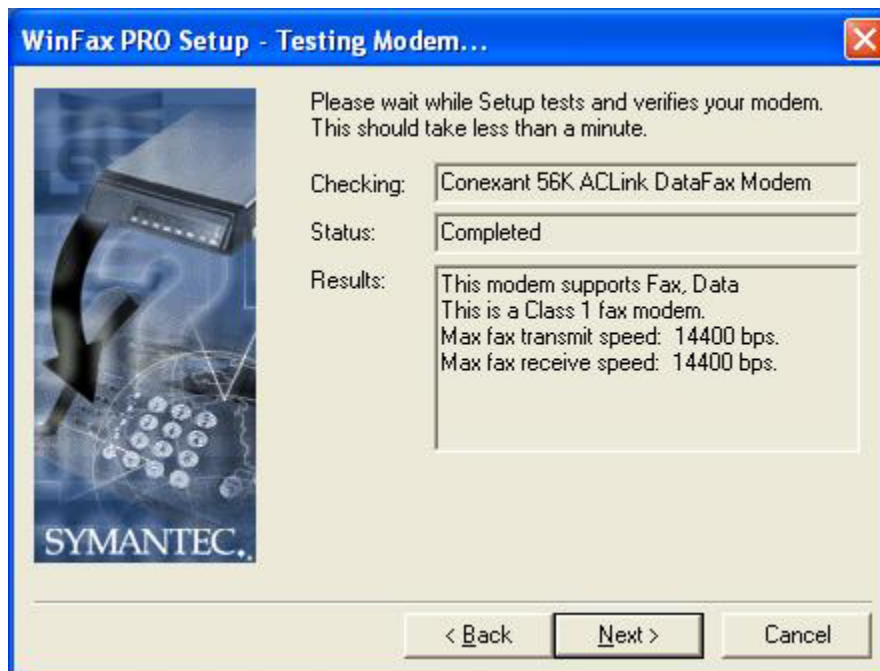 WinFax PRO Setup - Testing Modem...
Please wait while Setup tests and verifies your modem.
This should take less than a minute.
Checking: Conexant 56K ACLink DataFax Modem
Status: Completed
Results: This modem supports Fax, Data
This is a Class 1 fax modem.
Max fax transmit speed: 14400 bps.
Max fax receive speed: 14400 bps.
SYMANTEC.
< Back
Next >
Cancel